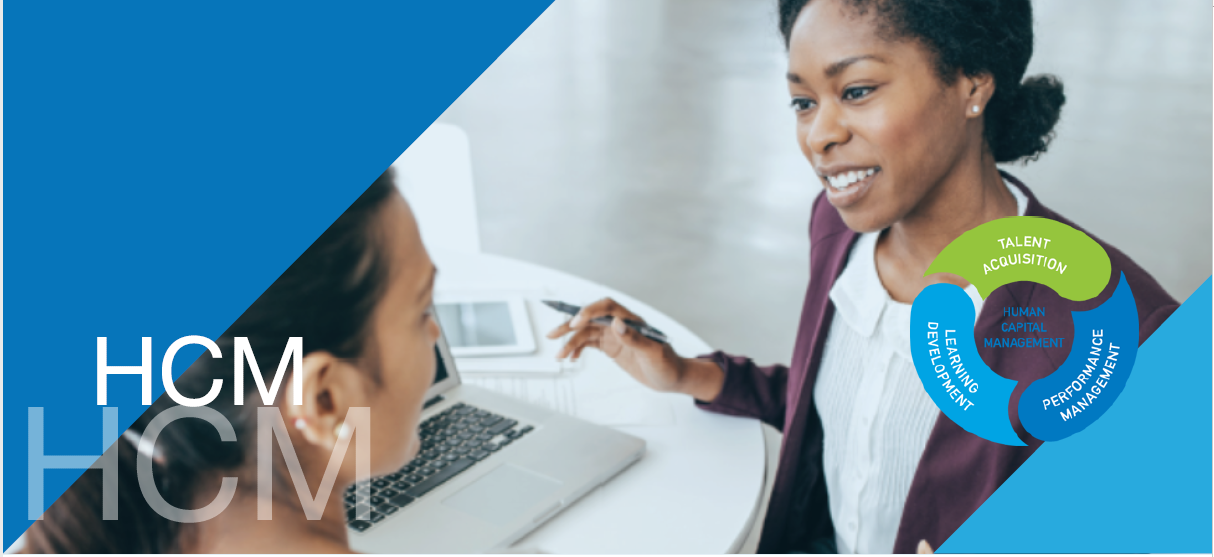 HCM
HCM
TALENT
ACQUISITION
HUMAN
CAPITAL
MANAGEMENT
LEARNING
DEVELOPMENT
PERFORMANCE
MANAGEMENT